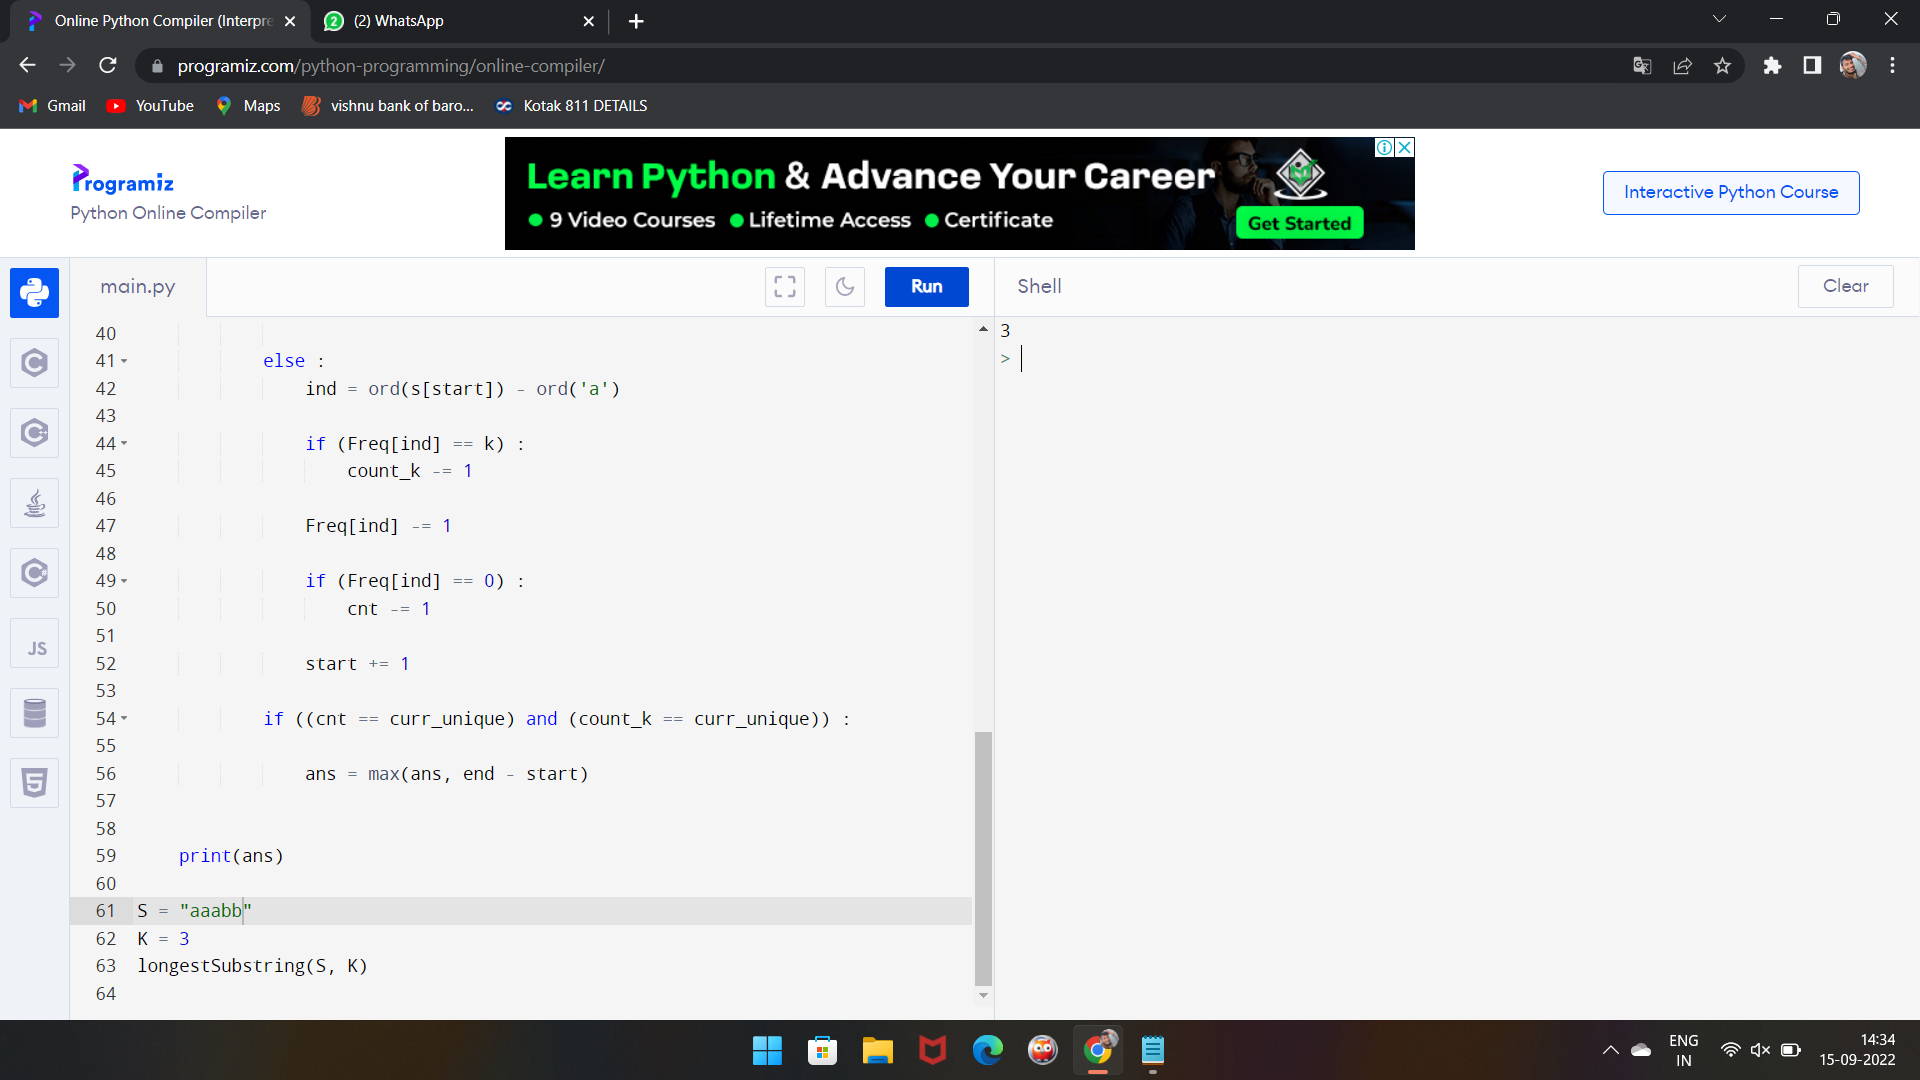 Online Python Compiler (Interpre
(2) WhatsApp
programiz.com/python-programming/online-compiler/
Gmail
YouTube
Maps
vishnu bank of baro...
Kotak 811 DETAILS
Programiz
Python Online Compiler
Learn Python & Advance Your Career
9 Video Courses Lifetime Access Certificate
Get Started
Interactive Python Course
main.py
Run
Shell
Clear
40
41 else :
42 ind = ord(s[start]) - ord('a')
43
44 if (Freq[ind] == k) :
45 count_k -= 1
46
47 Freq[ind] -= 1
48
49 if (Freq[ind] == 0) :
50 cnt -= 1
51
52 start += 1
53
54 if ((cnt == curr_unique) and (count_k == curr_unique)) :
55
56 ans = max(ans, end - start)
57
58
59 print(ans)
60
61 S = "aaabb"
62 K = 3
63 longestSubstring(S, K)
64
3
>
JS
ENG
IN
14:34
15-09-2022